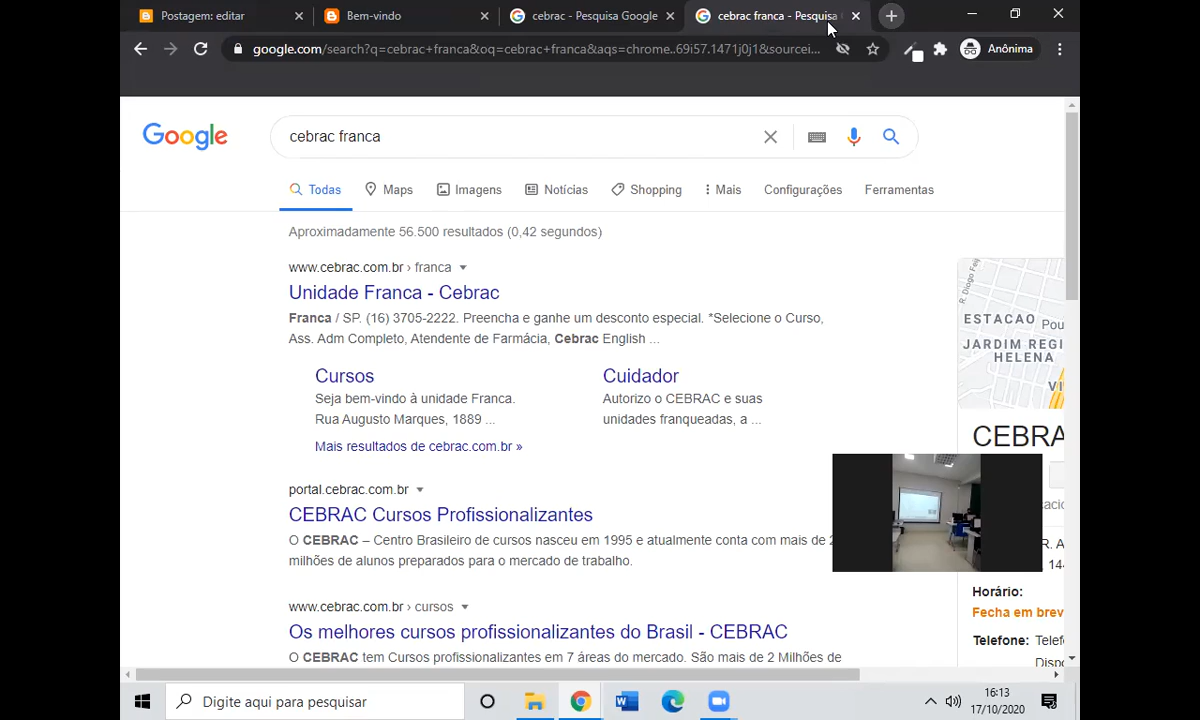 Postagem: editar
Bem-vindo
cebrac - Pesquisa Google
cebrac franca - Pesquisa
google.com/search?q=cebrac+franca&oq=cebrac+franca&aqs=chrome..69i57.1471j0j1&sourcei...
Anônima
Google
cebrac franca
Todas
Maps
Imagens
Notícias
Shopping
Mais
Configurações
Ferramentas
Aproximadamente 56.500 resultados (0,42 segundos)
www.cebrac.com.br › franca
Unidade Franca - Cebrac
Franca / SP. (16) 3705-2222. Preencha e ganhe um desconto especial. *Selecione o Curso,
Ass. Adm Completo, Atendente de Farmácia, Cebrac English ...
Cursos
Seja bem-vindo à unidade Franca.
Rua Augusto Marques, 1889 ...
Cuidador
Autorizo o CEBRAC e suas
unidades franqueadas, a ...
Mais resultados de cebrac.com.br »
portal.cebrac.com.br
CEBRAC Cursos Profissionalizantes
O CEBRAC – Centro Brasileiro de cursos nasceu em 1995 e atualmente conta com mais de 2
milhões de alunos preparados para o mercado de trabalho.
www.cebrac.com.br › cursos
Os melhores cursos profissionalizantes do Brasil - CEBRAC
O CEBRAC tem Cursos profissionalizantes em 7 áreas do mercado. São mais de 2 Milhões de
R. Diogo Feij
ESTACAO
Pou
JARDIM REGI
HELENA
VI
CEBRA
R. A
14
Horário:
Fecha em brev
Telefone: Telef
Dispo
Digite aqui para pesquisar
16:13
17/10/2020